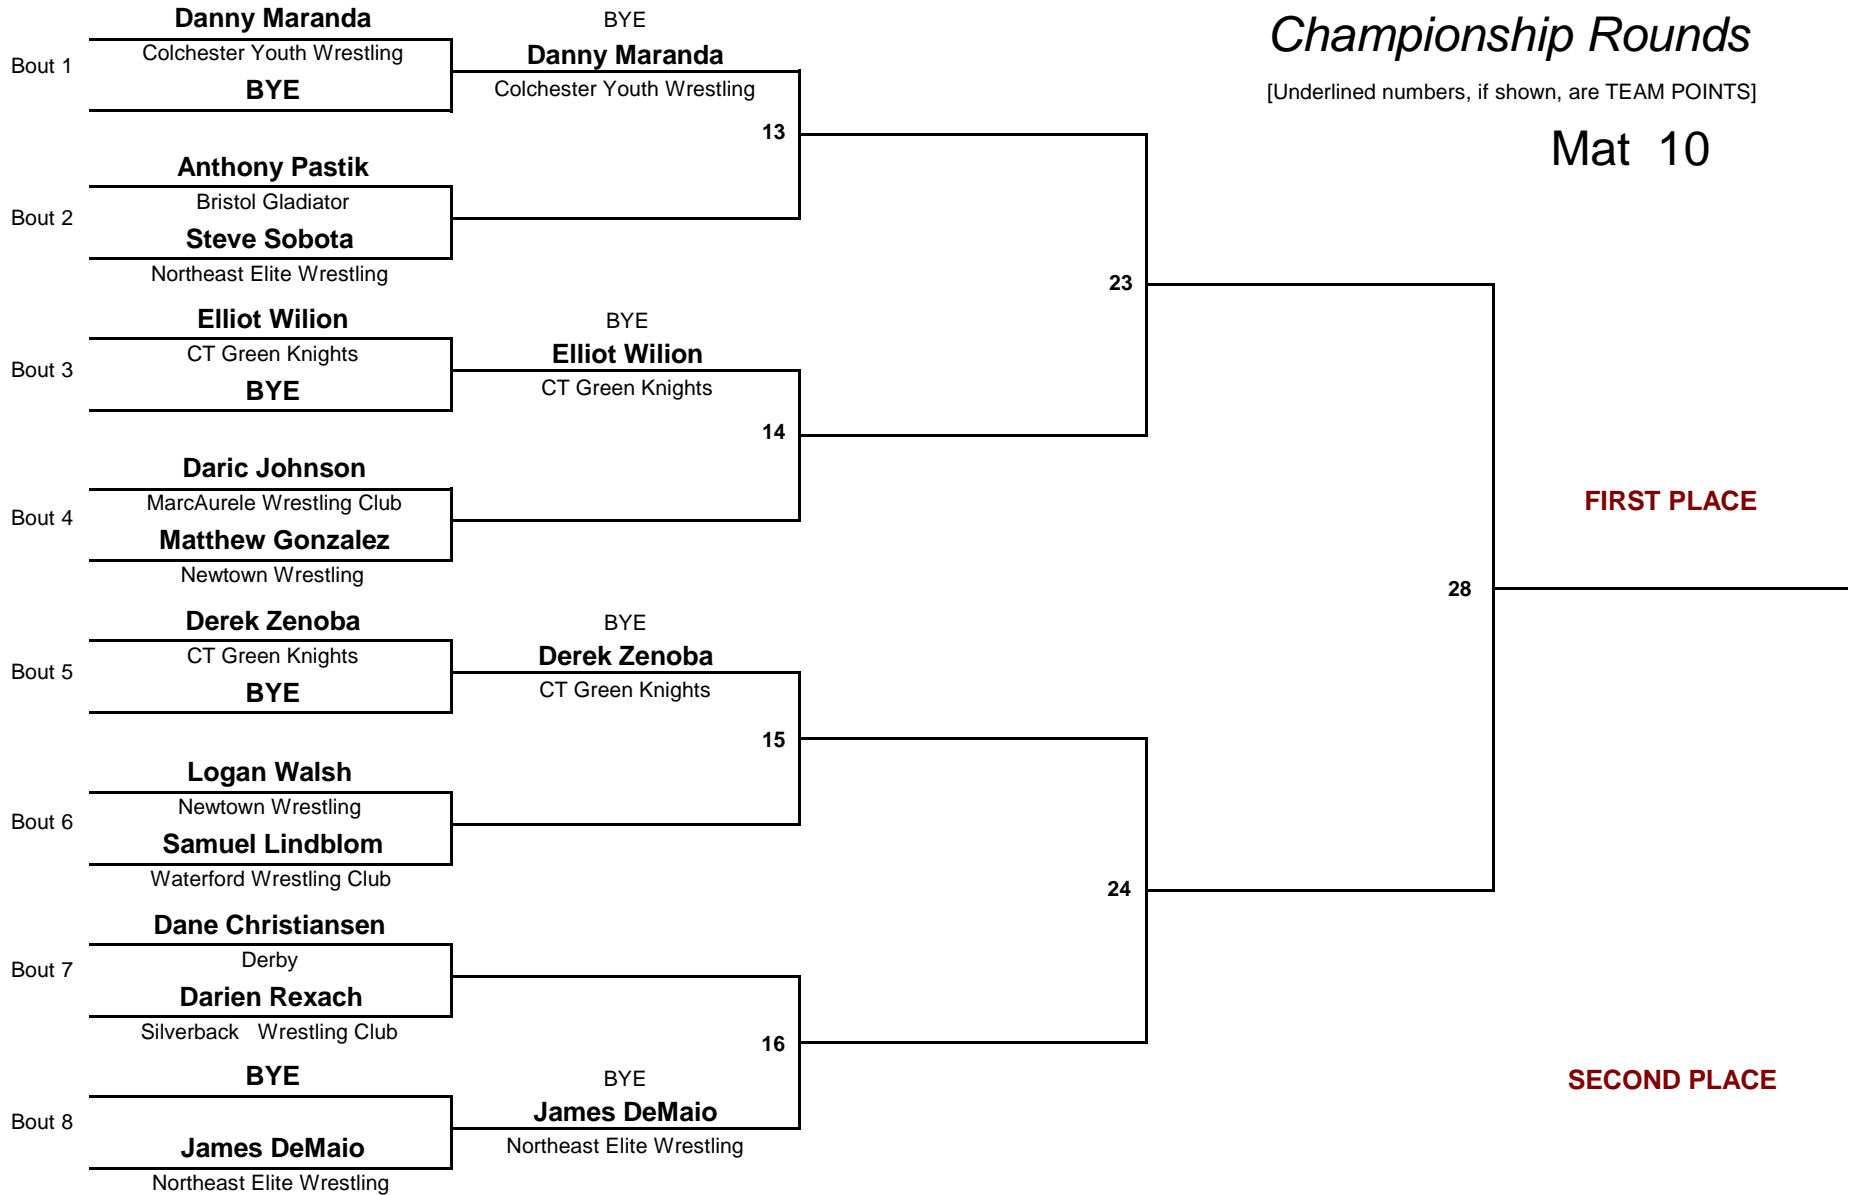 Championship Rounds
[Underlined numbers, if shown, are TEAM POINTS]
Mat 10
Bout 1
Danny Maranda
Colchester Youth Wrestling
BYE
BYE
Danny Maranda
Colchester Youth Wrestling
13
Bout 2
Anthony Pastik
Bristol Gladiator
Steve Sobota
Northeast Elite Wrestling
23
Bout 3
Elliot Wilion
CT Green Knights
BYE
BYE
Elliot Wilion
CT Green Knights
14
Bout 4
Daric Johnson
MarcAurele Wrestling Club
Matthew Gonzalez
Newtown Wrestling
FIRST PLACE
28
Bout 5
Derek Zenoba
CT Green Knights
BYE
BYE
Derek Zenoba
CT Green Knights
15
Bout 6
Logan Walsh
Newtown Wrestling
Samuel Lindblom
Waterford Wrestling Club
24
Bout 7
Dane Christiansen
Derby
Darien Rexach
Silverback Wrestling Club
16
Bout 8
BYE
James DeMaio
Northeast Elite Wrestling
BYE
James DeMaio
Northeast Elite Wrestling
SECOND PLACE